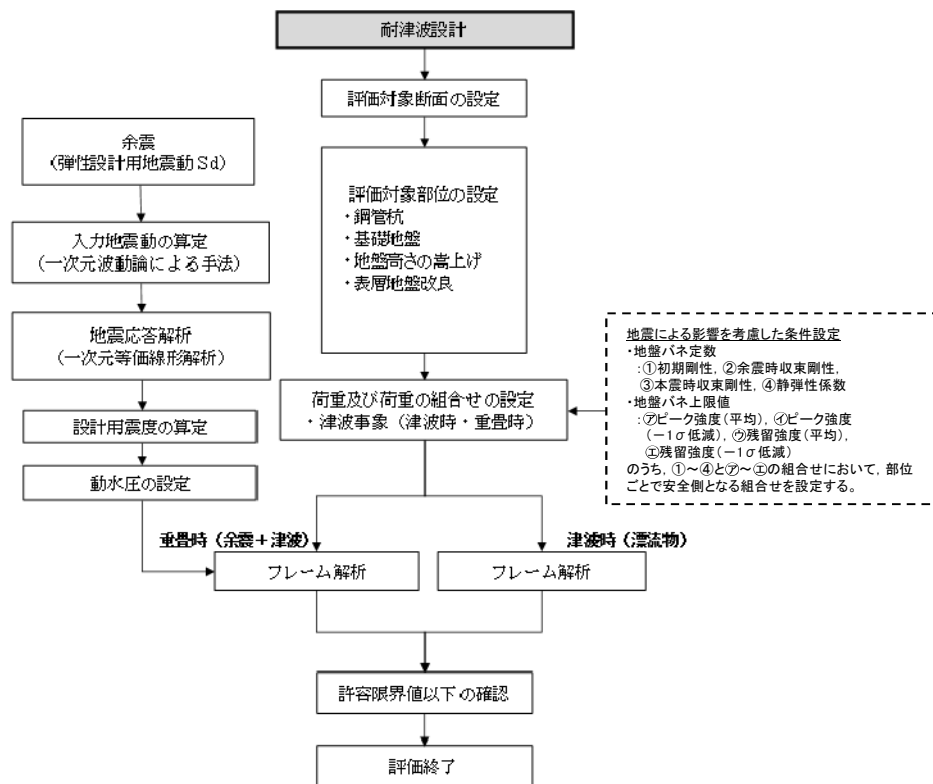 耐津波設計
評価対象断面の設定
余震
(弾性設計用地震動Sd)
入力地震動の算定
(一次元波動論による手法)
地震応答解析
(一次元等価線形解析)
設計用震度の算定
動水圧の設定
評価対象部位の設定
・鋼管杭
・基礎地盤
・地盤高さの嵩上げ
・表層地盤改良
荷重及び荷重の組合せの設定
・津波事象(津波時・重畳時)
地震による影響を考慮した条件設定
・地盤バネ定数
:①初期剛性,②余震時収束剛性,
③本震時収束剛性,④静弾性係数
・地盤バネ上限値
:㋐ピーク強度(平均),㋑ピーク強度
(-1σ低減),㋒残留強度(平均),
㋓残留強度(-1σ低減)
のうち,①~④と㋐~㋓の組合せにおいて,部位
ごとで安全側となる組合せを設定する。
重畳時(余震+津波)
フレーム解析
津波時(漂流物)
フレーム解析
許容限界値以下の確認
評価終了